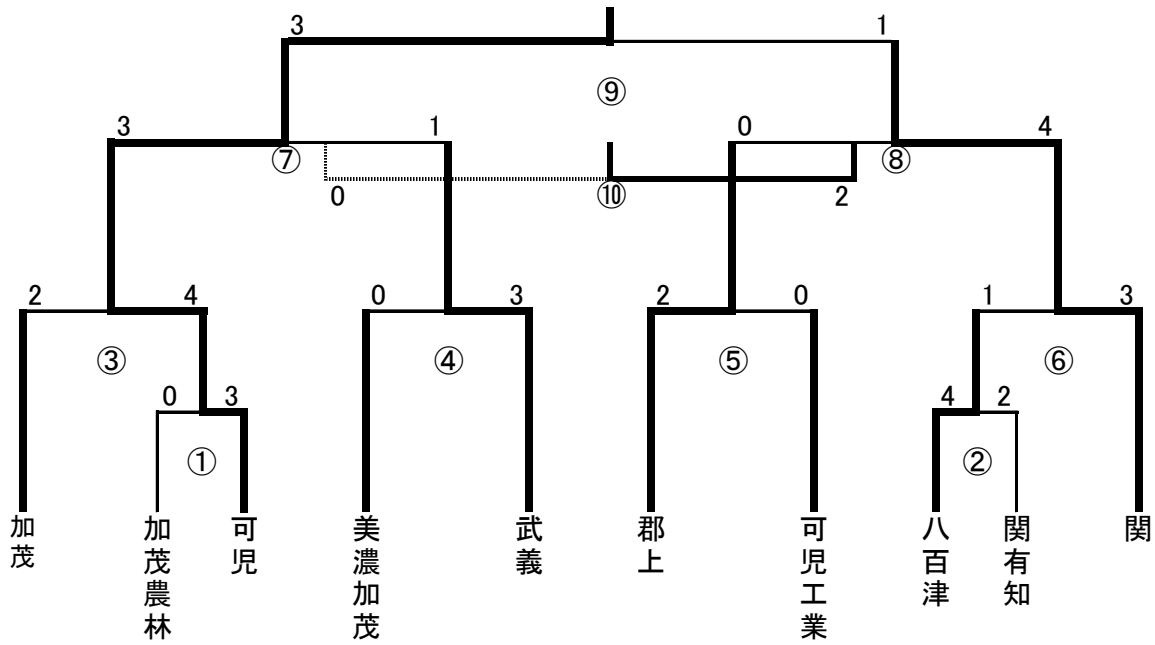 3 1
⑨
3 1 0 4
⑦ ⑧
0 ⑩ 2
2 4 0 3 2 0 1 3
③ ④ ⑤ ⑥
0 3 4 2
① ②
加茂
加茂農林
可児
美濃加茂
武義
郡上
可児工業
八百津
関有知
関